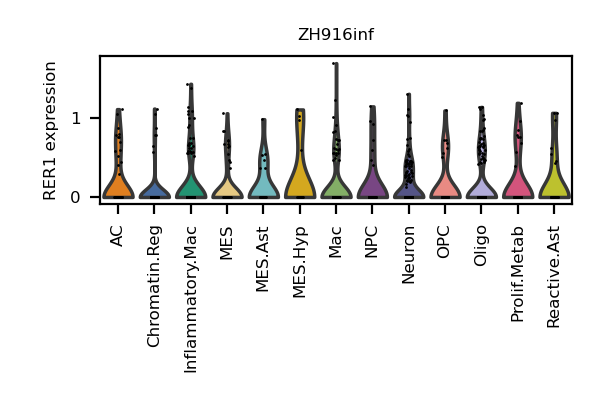 ZH916inf
RER1 expression
1
0
AC
Chromatin.Reg
Inflammatory.Mac
MES
MES.Ast
MES.Hyp
Mac
NPC
Neuron
OPC
Oligo
Prolif.Metab
Reactive.Ast